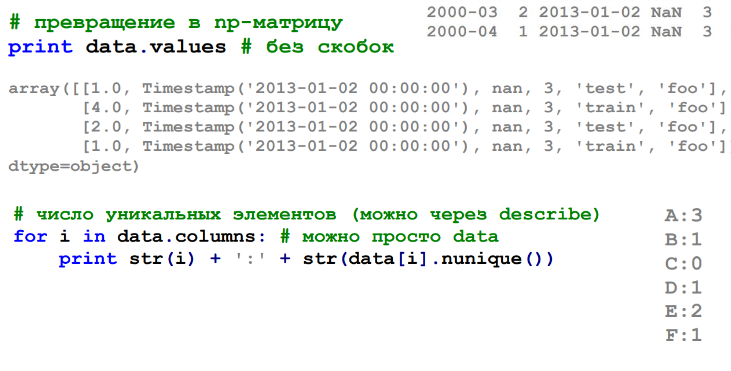 # превращение в np-матрицу
print data.values # без скобок
2000-03  2 2013-01-02 NaN  3
2000-04  1 2013-01-02 NaN  3
array([[1.0, Timestamp('2013-01-02 00:00:00'), nan, 3, 'test', 'foo'],
       [4.0, Timestamp('2013-01-02 00:00:00'), nan, 3, 'train', 'foo']
       [2.0, Timestamp('2013-01-02 00:00:00'), nan, 3, 'test', 'foo'],
       [1.0, Timestamp('2013-01-02 00:00:00'), nan, 3, 'train', 'foo']
dtype=object)
# число уникальных элементов (можно через describe)
for i in data.columns: # можно просто data
    print str(i) + ':' + str(data[i].nunique())
A:3
B:1
C:0
D:1
E:2
F:1